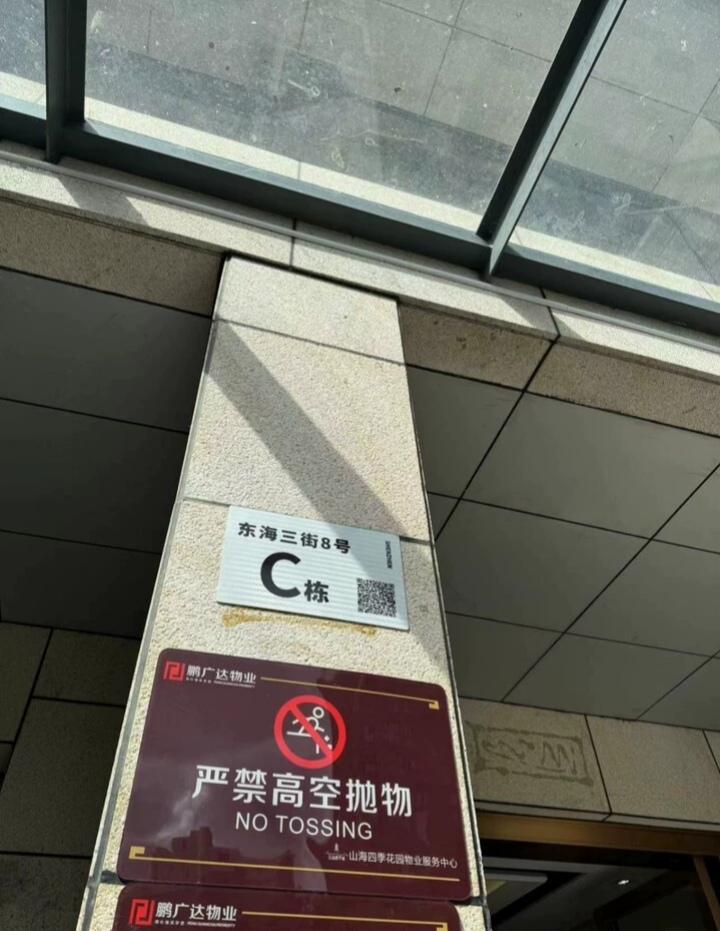 东海三街8号
C栋
SHENZHEN
鹏广达物业
严禁高空抛物
NO TOSSING
山海四季花园物业服务中心
鹏广达物业